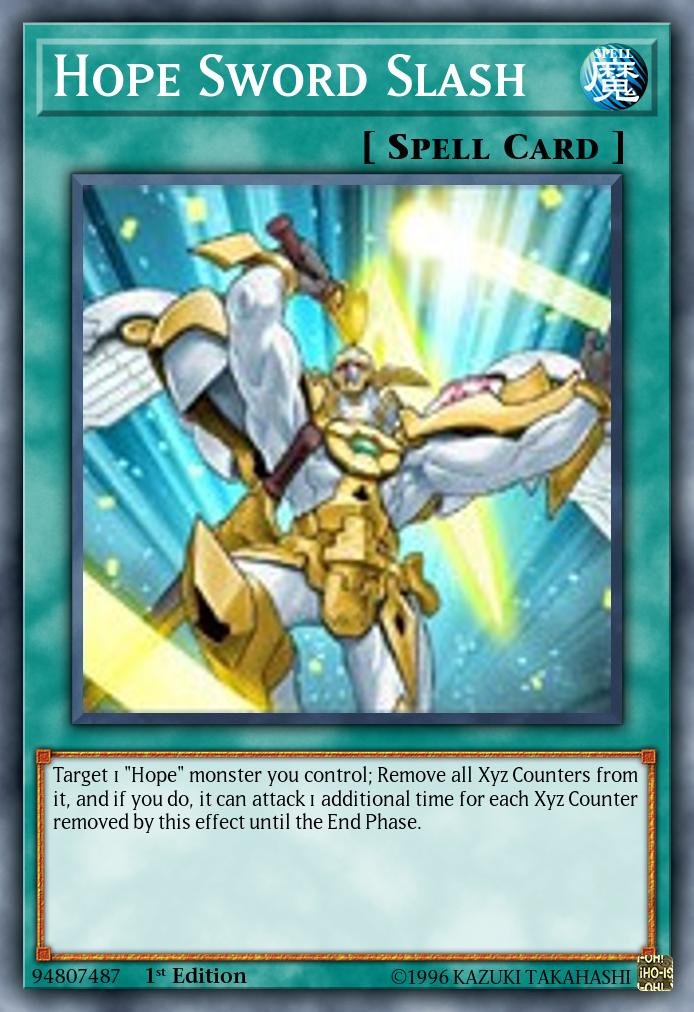 Hope Sword Slash
SPELL
魔
[ Spell Card ]
Target 1 "Hope" monster you control; Remove all Xyz Counters from
it, and if you do, it can attack 1 additional time for each Xyz Counter
removed by this effect until the End Phase.
94807487 1st Edition ©1996 KAZUKI TAKAHASHI